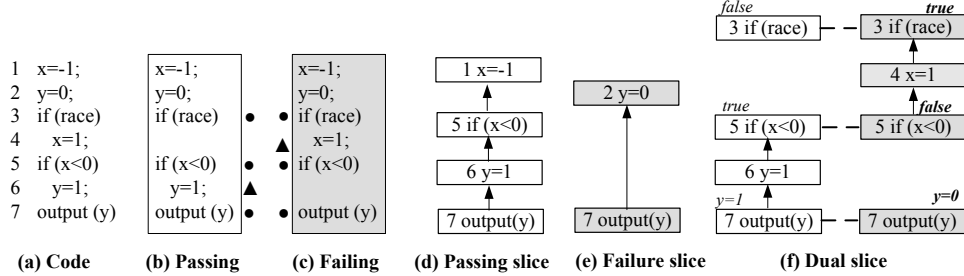 1 x=-1;
2 y=0;
3 if (race)
4 x=1;
5 if (x<0)
6 y=1;
7 output (y)
(a) Code
x=-1;
y=0;
if (race)
if (x<0)
y=1;
output (y)
(b) Passing
x=-1;
y=0;
if (race)
x=1;
if (x<0)
output (y)
(c) Failing
1 x=-1
5 if (x<0)
6 y=1
7 output(y)
(d) Passing slice
2 y=0
7 output(y)
(e) Failure slice
false
3 if (race)
true
3 if (race)
4 x=1
true
5 if (x<0)
false
5 if (x<0)
6 y=1
y=1
7 output(y)
y=0
7 output(y)
(f) Dual slice